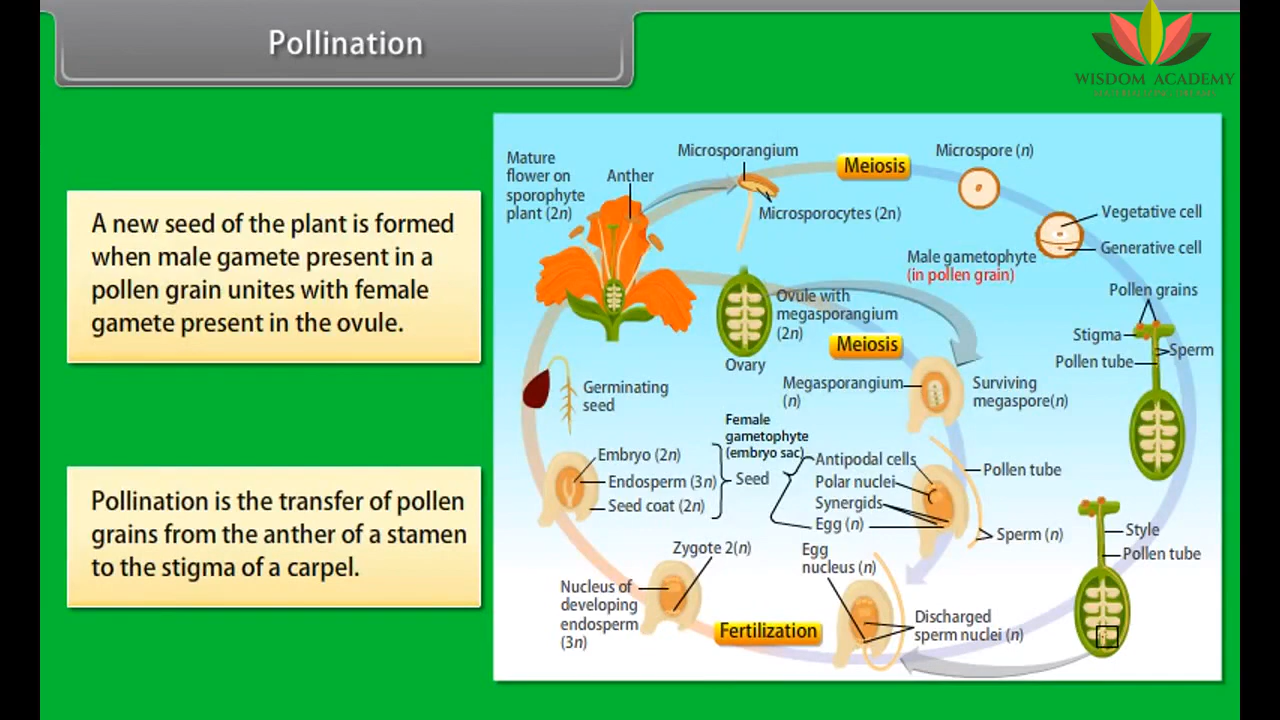 Pollination
WISDOM ACADEMY
A new seed of the plant is formed
when male gamete present in a
pollen grain unites with female
gamete present in the ovule.
Pollination is the transfer of pollen
grains from the anther of a stamen
to the stigma of a carpel.
Mature
flower on
sporophyte
plant (2n)
Anther
Microsporangium
Meiosis
Microspore (n)
Microsporocytes (2n)
Vegetative cell
Generative cell
Male gametophyte
(in pollen grain)
Pollen grains
Stigma
Sperm
Pollen tube
Ovule with
megasporangium
(2n)
Meiosis
Ovary
Megasporangium
(n)
Surviving
megaspore(n)
Germinating
seed
Female
gametophyte
(embryo sac)
Embryo (2n)
Endosperm (3n)
Seed coat (2n)
Seed
Antipodal cells
Polar nuclei
Synergids
Egg (n)
Pollen tube
Sperm (n)
Style
Pollen tube
Zygote 2(n)
Egg
nucleus (n)
Nucleus of
developing
endosperm
(3n)
Fertilization
Discharged
sperm nuclei (n)